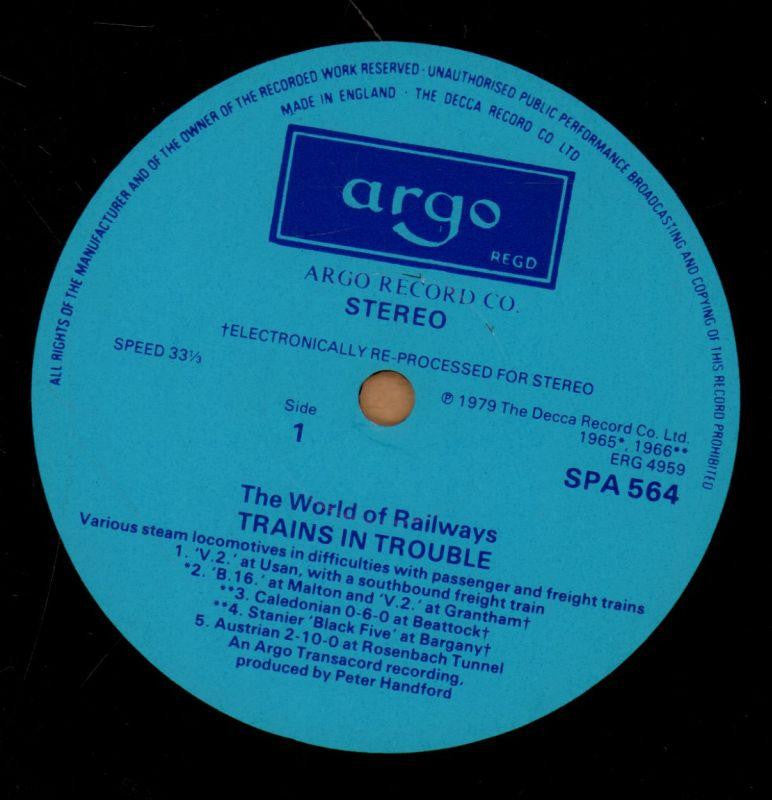 ALL RIGHTS OF THE MANUFACTURER AND OF THE OWNER OF THE RECORDED WORK RESERVED · UNAUTHORISED PUBLIC PERFORMANCE BROADCASTING AND COPYING OF THIS RECORD PROHIBITED
MADE IN ENGLAND · THE DECCA RECORD CO LTD
argo
REGD
ARGO RECORD CO.
STEREO
†ELECTRONICALLY RE-PROCESSED FOR STEREO
SPEED 33⅓
℗ 1979 The Decca Record Co. Ltd.
1965*, 1966**
ERG 4959
Side
1
SPA 564
The World of Railways
TRAINS IN TROUBLE
Various steam locomotives in difficulties with passenger and freight trains
1. 'V.2.' at Usan, with a southbound freight train
*2. 'B.16.' at Malton and 'V.2.' at Grantham†
**3. Caledonian 0-6-0 at Beattock†
**4. Stanier 'Black Five' at Bargany†
5. Austrian 2-10-0 at Rosenbach Tunnel
An Argo Transacord recording,
produced by Peter Handford